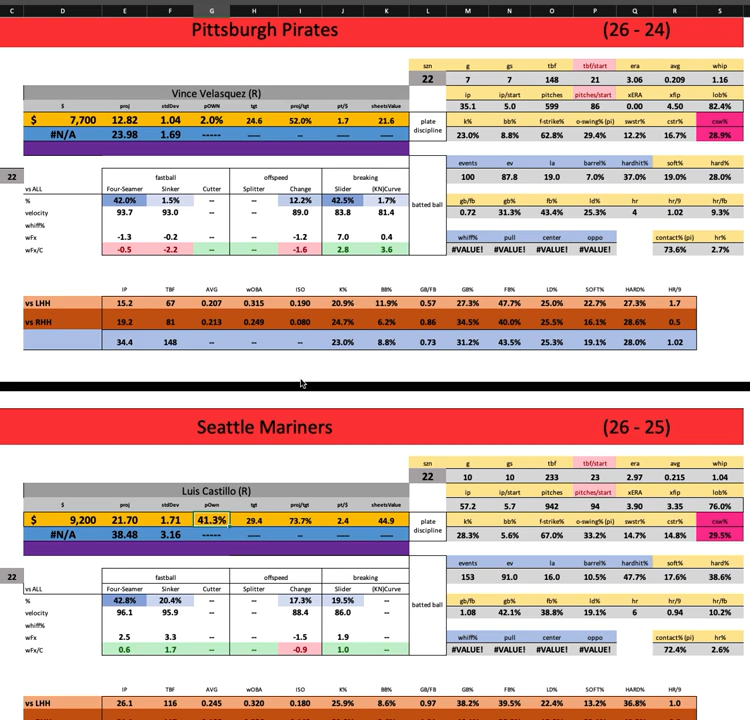 C D E F G H I J K L M N O P Q R S
Pittsburgh Pirates (26 - 24)
szn g gs tbf tbf/start era avg whip
22 7 7 148 21 3.06 0.209 1.16
Vince Velasquez (R) ip ip/start pitches pitches/start xERA xfip lob%
$ proj stdDev pOWN tgt proj/tgt pt/$ sheetsValue 35.1 5.0 599 86 0.00 4.50 82.4%
$ 7,700 12.82 1.04 2.0% 24.6 52.0% 1.7 21.6 plate discipline k% bb% f-strike% o-swing% (pi) swstr% cstr% csw%
#N/A 23.98 1.69 ----- ---- -- ---- ---- 23.0% 8.8% 62.8% 29.4% 12.2% 16.7% 28.9%
events ev la barrel% hardhit% soft% hard%
22 fastball offspeed breaking 100 87.8 19.0 7.0% 37.0% 19.0% 28.0%
vs ALL Four-Seamer Sinker Cutter Splitter Change Slider (KN)Curve batted ball
% 42.0% 1.5% -- -- 12.2% 42.5% 1.7% gb/fb gb% fb% ld% hr hr/9 hr/fb
velocity 93.7 93.0 -- -- 89.0 83.8 81.4 0.72 31.3% 43.4% 25.3% 4 1.02 9.3%
whiff%
wFx -1.3 -0.2 -- -- -1.2 7.0 0.4 whiff% pull center oppo contact% (pi) hr%
wFx/C -0.5 -2.2 -- -- -1.6 2.8 3.6 #VALUE! #VALUE! #VALUE! #VALUE! 73.6% 2.7%
IP TBF AVG wOBA ISO K% BB% GB/FB GB% FB% LD% SOFT% HARD% HR/9
vs LHH 15.2 67 0.207 0.315 0.190 20.9% 11.9% 0.57 27.3% 47.7% 25.0% 22.7% 27.3% 1.7
vs RHH 19.2 81 0.213 0.249 0.080 24.7% 6.2% 0.86 34.5% 40.0% 25.5% 16.1% 28.6% 0.5
34.4 148 -- -- -- 23.0% 8.8% 0.73 31.2% 43.5% 25.3% 19.1% 28.0% 1.02
Seattle Mariners (26 - 25)
szn g gs tbf tbf/start era avg whip
22 10 10 233 23 2.97 0.215 1.04
Luis Castillo (R) ip ip/start pitches pitches/start xERA xfip lob%
$ proj stdDev pOwn tgt proj/tgt pt/$ sheetsValue 57.2 5.7 942 94 3.90 3.35 76.0%
$ 9,200 21.70 1.71 41.3% 29.4 73.7% 2.4 44.9 plate discipline k% bb% f-strike% o-swing% (pi) swstr% cstr% csw%
#N/A 38.48 3.16 ----- ---- -- -- ---- 28.3% 5.6% 67.0% 33.2% 14.7% 14.8% 29.5%
events ev la barrel% hardhit% soft% hard%
22 fastball offspeed breaking 153 91.0 16.0 10.5% 47.7% 17.6% 38.6%
vs ALL Four-Seamer Sinker Cutter Splitter Change Slider (KN)Curve batted ball
% 42.8% 20.4% -- -- 17.3% 19.5% -- gb/fb gb% fb% ld% hr hr/9 hr/fb
velocity 96.1 95.9 -- -- 88.4 86.0 -- 1.08 42.1% 38.8% 19.1% 6 0.94 10.2%
whiff%
wFx 2.5 3.3 -- -- -1.5 1.9 -- whiff% pull center oppo contact% (pi) hr%
wFx/C 0.6 1.7 -- -- -0.9 1.0 -- #VALUE! #VALUE! #VALUE! #VALUE! 72.4% 2.6%
IP TBF AVG wOBA ISO K% BB% GB/FB GB% FB% LD% SOFT% HARD% HR/9
vs LHH 26.1 116 0.245 0.320 0.180 25.9% 8.6% 0.97 38.2% 39.5% 22.4% 13.2% 36.8% 1.0